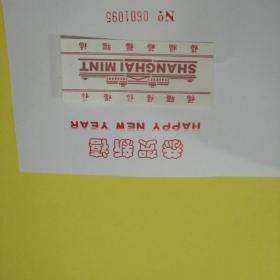 恭贺新禧
HAPPY NEW YEAR
SHANGHAI MINT
№ 0601095